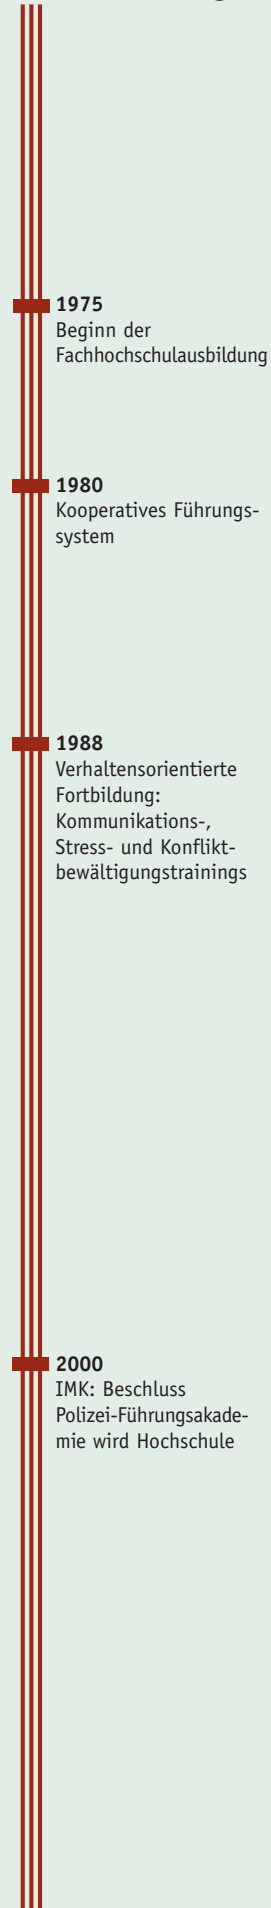 1975
Beginn der
Fachhochschulausbildung
1980
Kooperatives Führungs-
system
1988
Verhaltensorientierte
Fortbildung:
Kommunikations-,
Stress- und Konflikt-
bewältigungstrainings
2000
IMK: Beschluss
Polizei-Führungsakade-
mie wird Hochschule